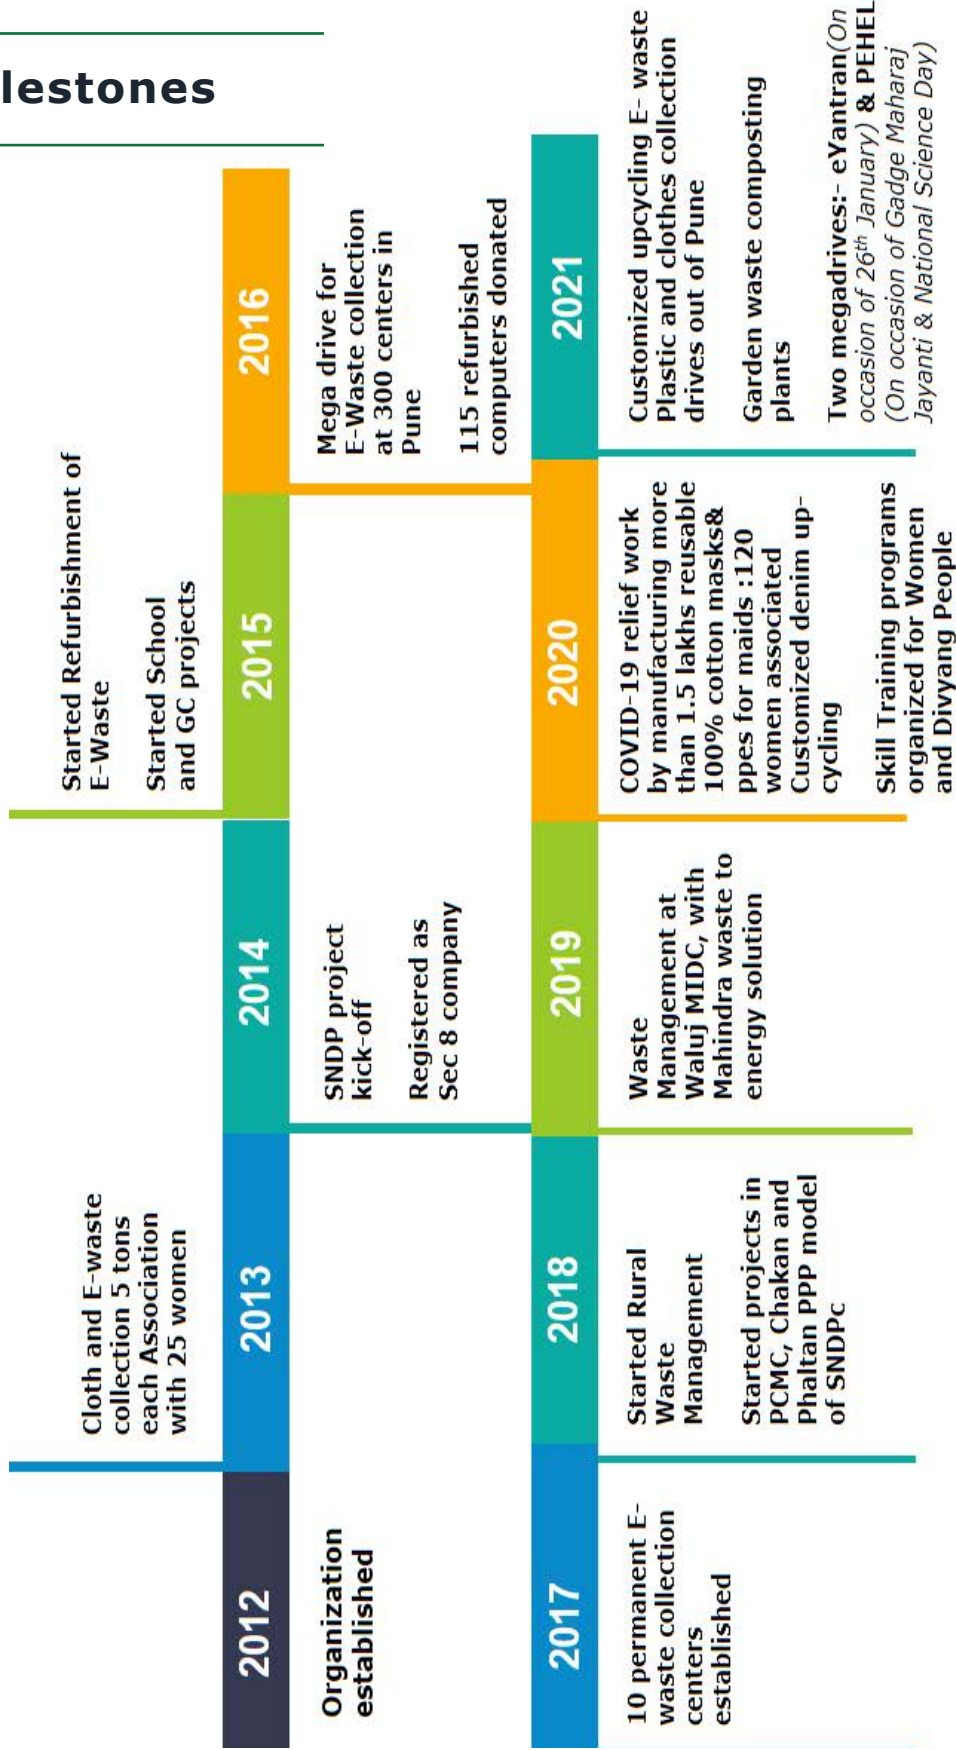 lestones
2012
Organization
established
2013
Cloth and E-waste
collection 5 tons
each Association
with 25 women
2014
SNDP project
kick-off
Registered as
Sec 8 company
2015
Started Refurbishment of
E-Waste
Started School
and GC projects
2016
Mega drive for
E-Waste collection
at 300 centers in
Pune
115 refurbished
computers donated
2017
10 permanent E-
waste collection
centers
established
2018
Started Rural
Waste
Management
Started projects in
PCMC, Chakan and
Phaltan PPP model
of SNDPc
2019
Waste
Management at
Waluj MIDC, with
Mahindra waste to
energy solution
2020
COVID-19 relief work
by manufacturing more
than 1.5 lakhs reusable
100% cotton masks&
ppes for maids :120
women associated
Customized denim up-
cycling
Skill Training programs
organized for Women
and Divyang People
2021
Customized upcycling E- waste
Plastic and clothes collection
drives out of Pune
Garden waste composting
plants
Two megadrives:- eYantran(On
occasion of 26th January) & PEHEL
(On occasion of Gadge Maharaj
Jayanti & National Science Day)